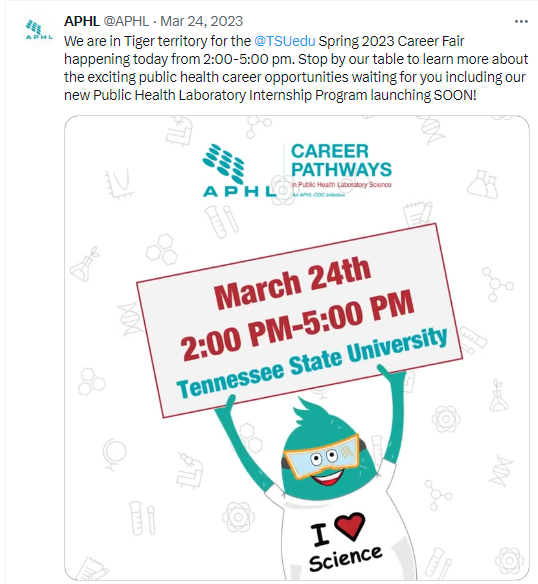 APHL @APHL · Mar 24, 2023
We are in Tiger territory for the @TSUedu Spring 2023 Career Fair
happening today from 2:00-5:00 pm. Stop by our table to learn more about
the exciting public health career opportunities waiting for you including our
new Public Health Laboratory Internship Program launching SOON!
APHL
CAREER
PATHWAYS
in Public Health Laboratory Science
An APHL-CDC Initiative
March 24th
2:00 PM-5:00 PM
Tennessee State University
I ❤
Science